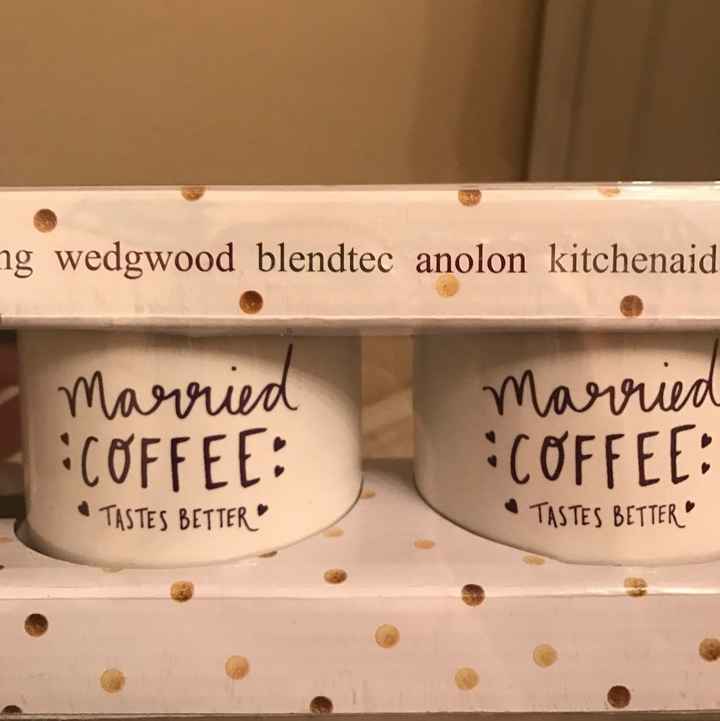 wedgwood blendtec anolon kitchenaid
Married
COFFEE
TASTES BETTER
Married
COFFEE
TASTES BETTER